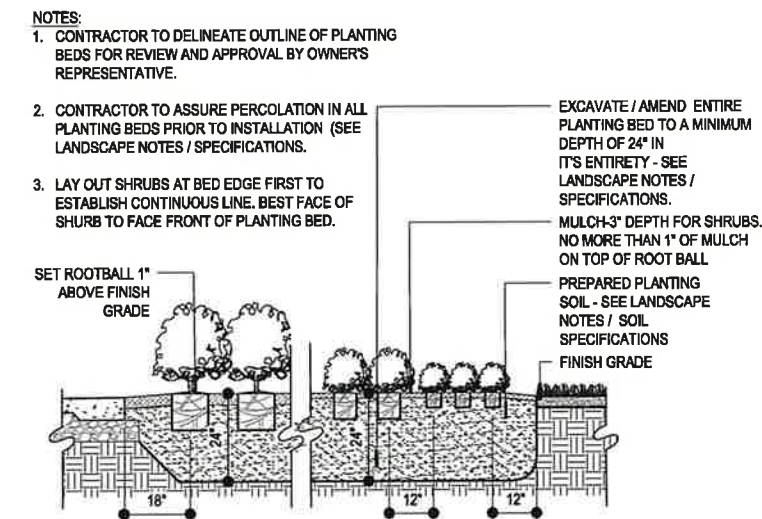 NOTES:
1. CONTRACTOR TO DELINEATE OUTLINE OF PLANTING
BEDS FOR REVIEW AND APPROVAL BY OWNER'S
REPRESENTATIVE.
2. CONTRACTOR TO ASSURE PERCOLATION IN ALL
PLANTING BEDS PRIOR TO INSTALLATION (SEE
LANDSCAPE NOTES / SPECIFICATIONS.
3. LAY OUT SHRUBS AT BED EDGE FIRST TO
ESTABLISH CONTINUOUS LINE. BEST FACE OF
SHURB TO FACE FRONT OF PLANTING BED.
SET ROOTBALL 1"
ABOVE FINISH
GRADE
EXCAVATE / AMEND ENTIRE
PLANTING BED TO A MINIMUM
DEPTH OF 24" IN
IT'S ENTIRETY - SEE
LANDSCAPE NOTES /
SPECIFICATIONS.
MULCH-3" DEPTH FOR SHRUBS.
NO MORE THAN 1" OF MULCH
ON TOP OF ROOT BALL
PREPARED PLANTING
SOIL - SEE LANDSCAPE
NOTES / SOIL
SPECIFICATIONS
FINISH GRADE
24"
24"
18"
12"
12"